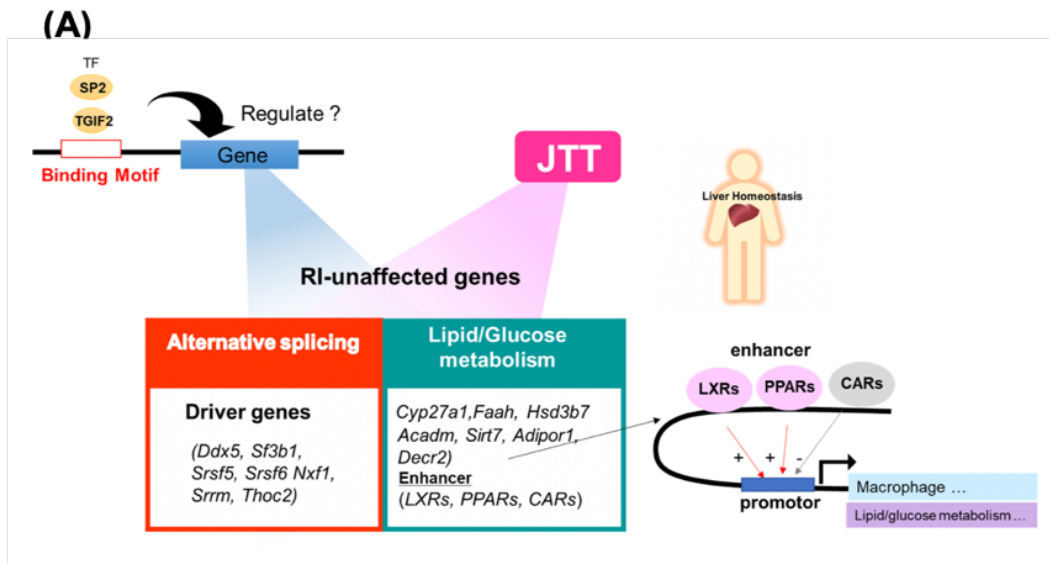 (A)
TF
SP2
TGIF2
Regulate ?
Gene
Binding Motif
JTT
Liver Homeostasis
RI-unaffected genes
Alternative splicing
Lipid/Glucose
metabolism
Driver genes
(Ddx5, Sf3b1,
Srsf5, Srsf6 Nxf1,
Srrm, Thoc2)
Cyp27a1,Faah, Hsd3b7
Acadm, Sirt7, Adipor1,
Decr2)
Enhancer
(LXRs, PPARs, CARs)
enhancer
LXRs
PPARs
CARs
+
+
-
promotor
Macrophage ...
Lipid/glucose metabolism ...